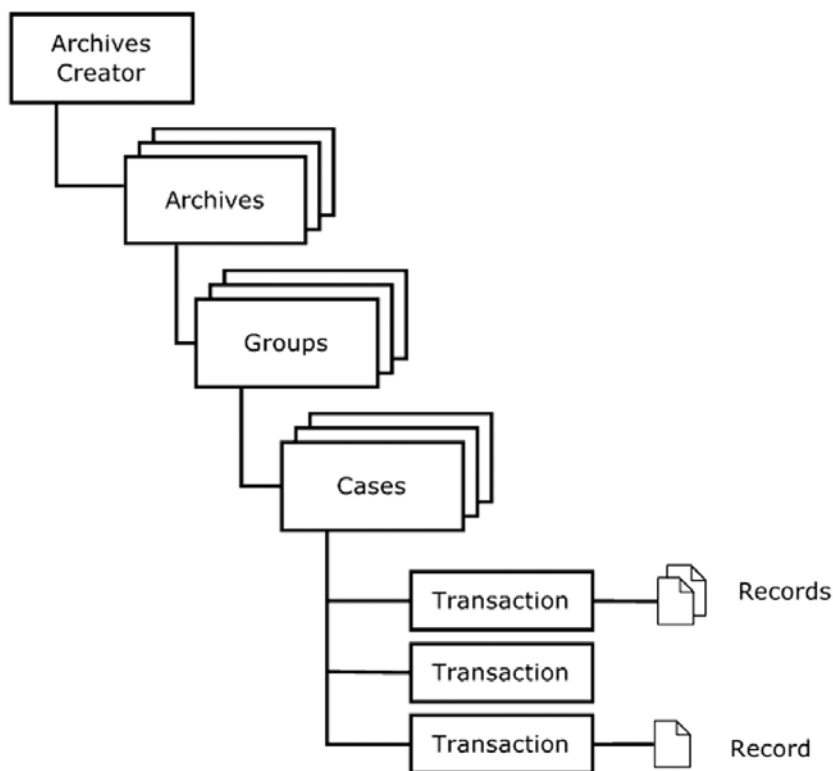 Archives
Creator
Archives
Groups
Cases
Transaction
Records
Transaction
Transaction
Record